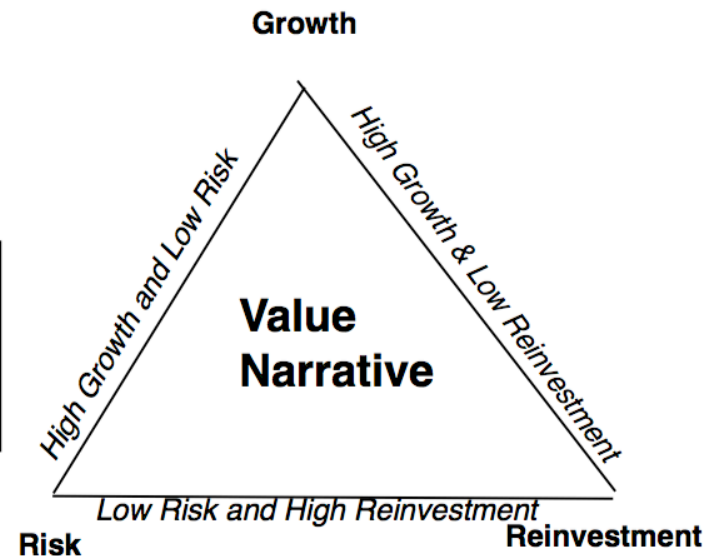 Growth
High Growth and Low Risk
High Growth & Low Reinvestment
Value
Narrative
Low Risk and High Reinvestment
Risk
Reinvestment